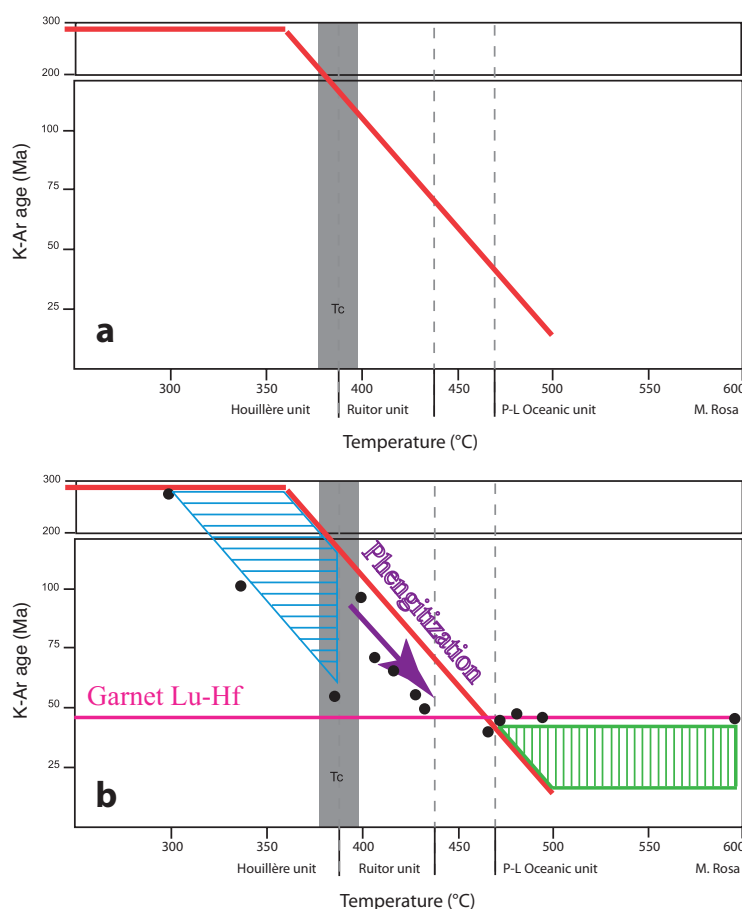 300
200
100
75
50
25
K-Ar age (Ma)
a
Tc
300 350 400 450 500 550 600
Houillère unit Ruitor unit P-L Oceanic unit M. Rosa
Temperature (°C)
300
200
100
75
50
25
K-Ar age (Ma)
Phengitization
Garnet Lu-Hf
b
Tc
300 350 400 450 500 550 600
Houillère unit Ruitor unit P-L Oceanic unit M. Rosa
Temperature (°C)